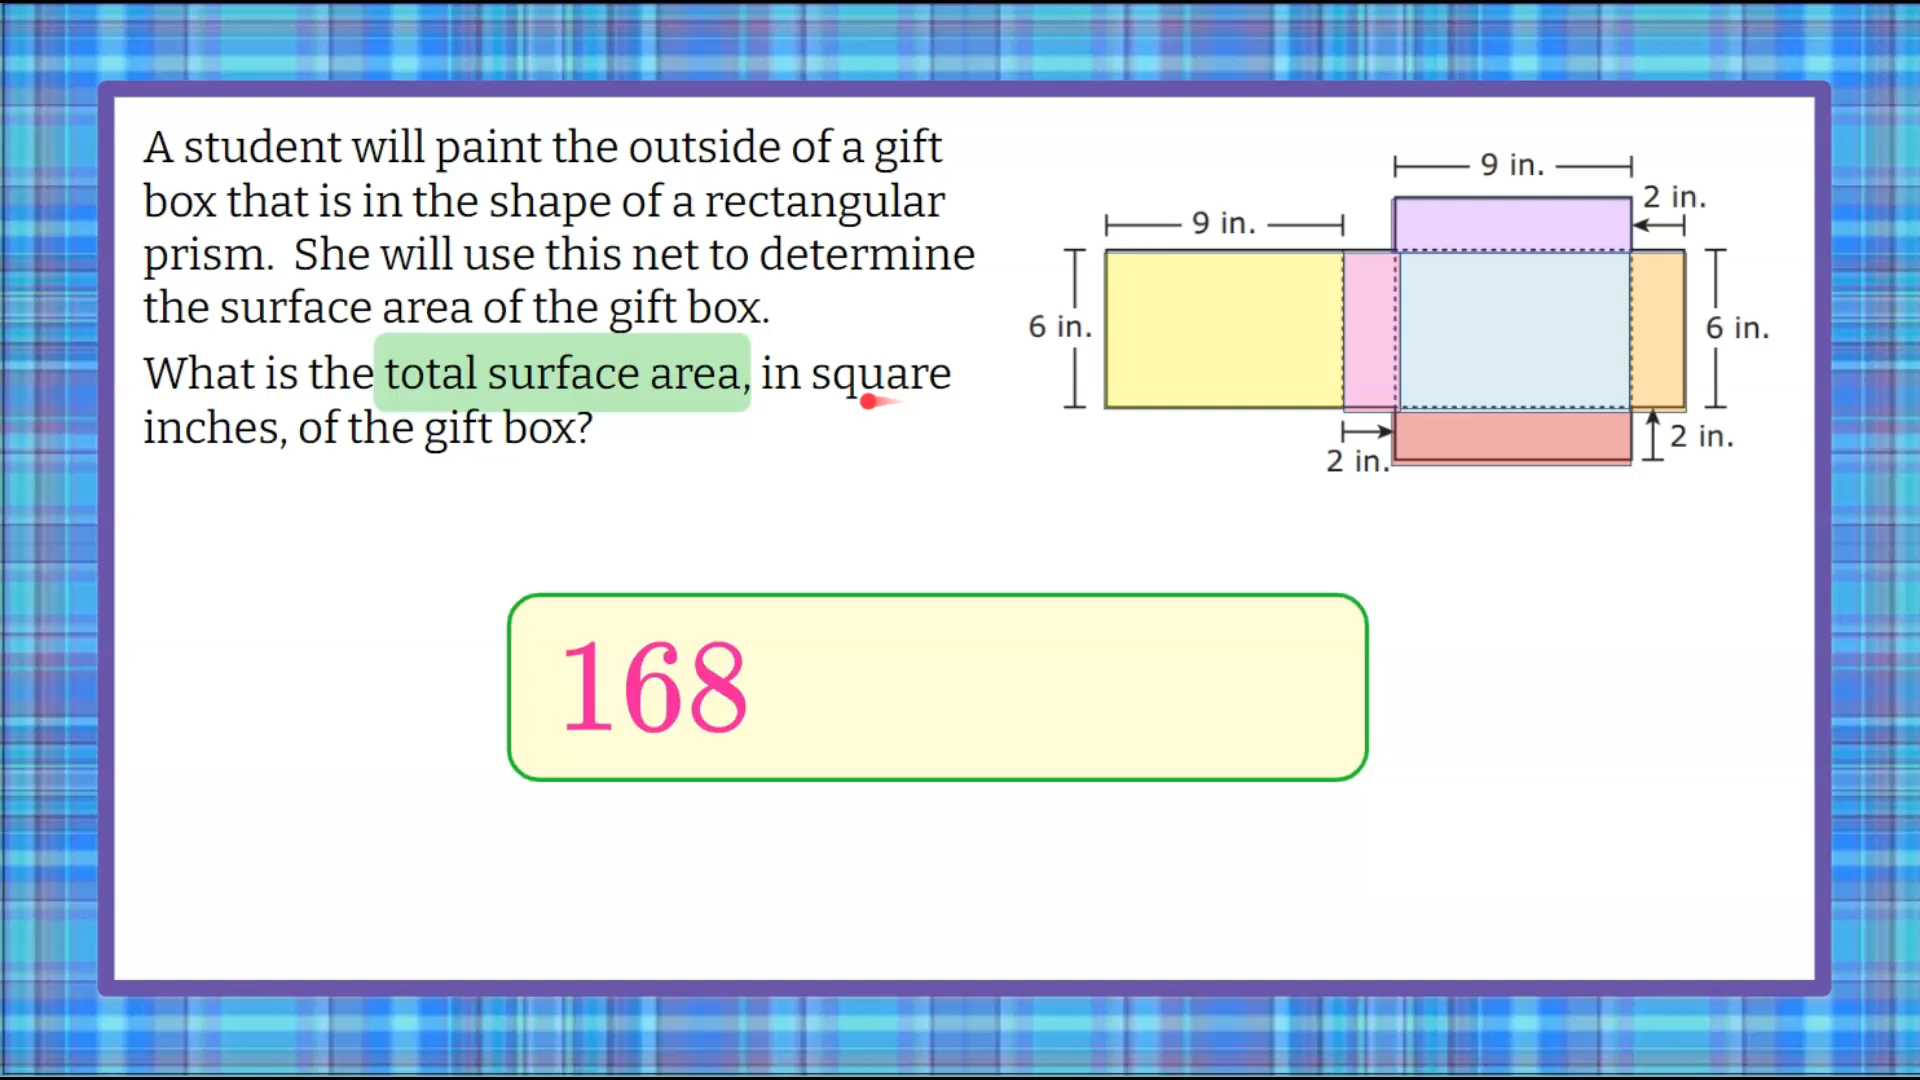 A student will paint the outside of a gift
box that is in the shape of a rectangular
prism. She will use this net to determine
the surface area of the gift box.
What is the total surface area, in square
inches, of the gift box?
9 in.
2 in.
9 in.
6 in.
6 in.
2 in.
2 in.
168